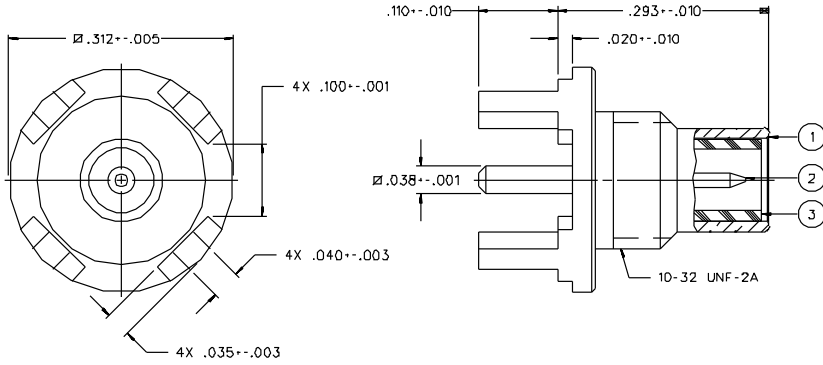 Ø.312+-.005
4X .100+-.001
4X .040+-.003
4X .035+-.003
.110+-.010
.293+-.010
.020+-.010
Ø.038+-.001
1
2
3
10-32 UNF-2A